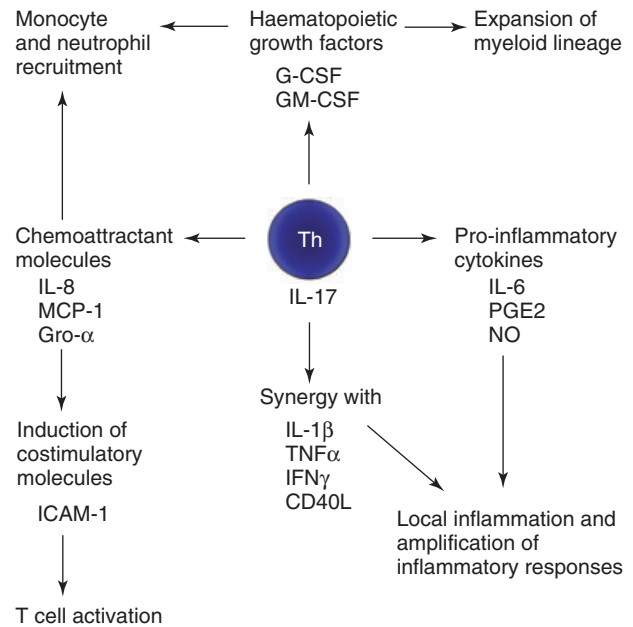 Monocyte
and neutrophil
recruitment
Haematopoietic
growth factors
G-CSF
GM-CSF
Expansion of
myeloid lineage
Chemoattractant
molecules
IL-8
MCP-1
Gro-α
Th
IL-17
Pro-inflammatory
cytokines
IL-6
PGE2
NO
Synergy with
IL-1β
TNFα
IFNγ
CD40L
Induction of
costimulatory
molecules
ICAM-1
Local inflammation and
amplification of
inflammatory responses
T cell activation